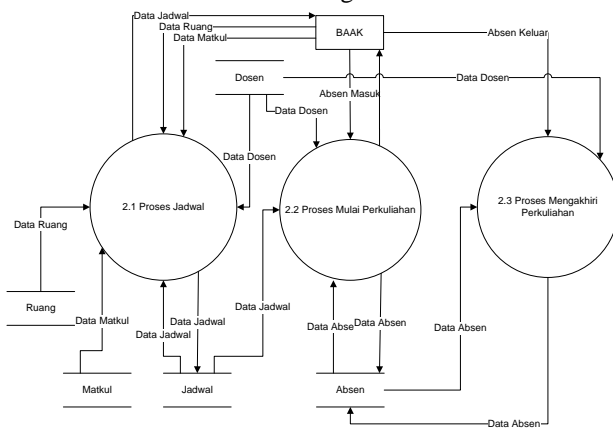 Data Jadwal
Data Ruang
Data Matkul
BAAK
Absen Keluar
Dosen
Absen Masuk
Data Dosen
Data Dosen
Data Dosen
2.1 Proses Jadwal
2.2 Proses Mulai Perkuliahan
2.3 Proses Mengakhiri
Perkuliahan
Data Ruang
Ruang
Data Matkul
Data Jadwal
Data Jadwal
Data Jadwal
Data Abse
Data Absen
Data Absen
Matkul
Jadwal
Absen
Data Absen